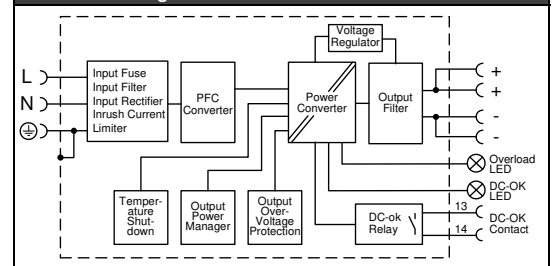 Voltage
Regulator
L
N
Input Fuse
Input Filter
Input Rectifier
Inrush Current
Limiter
PFC
Converter
Power
Converter
Output
Filter
+
+
-
-
Overload
LED
DC-OK
LED
Temper-
ature
Shut-
down
Output
Power
Manager
Output
Over-
Voltage
Protection
DC-ok
Relay
13
14
DC-OK
Contact